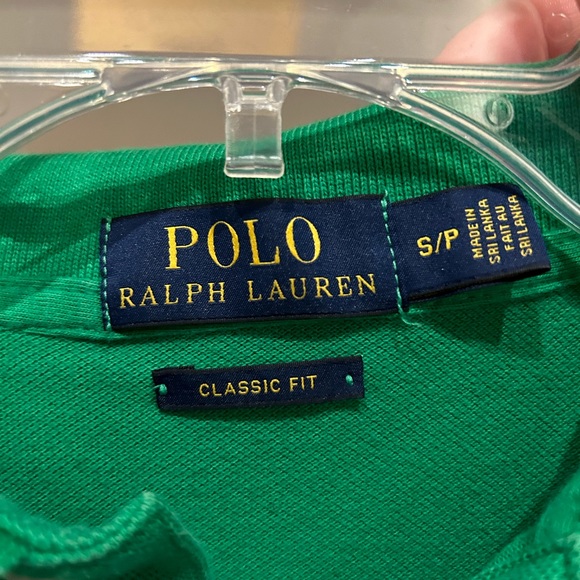 POLO
RALPH LAUREN
S/P
MADE IN
SRI LANKA
FAIT AU
SRI LANKA
CLASSIC FIT